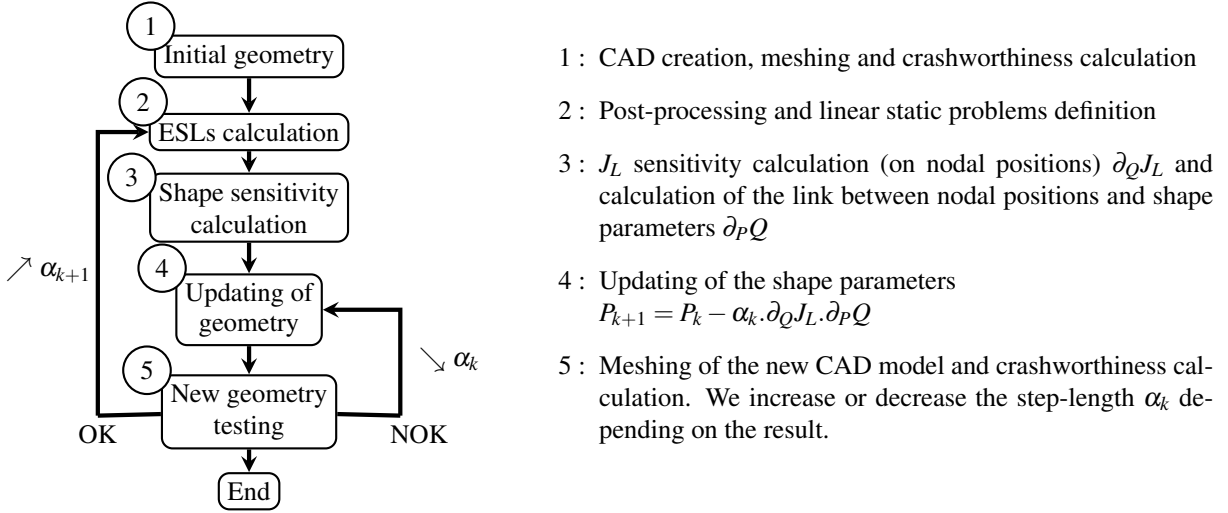 1
Initial geometry
2
ESLs calculation
3
Shape sensitivity
calculation
4
Updating of
geometry
5
New geometry
testing
End
↗ α_{k+1}
OK
↘ α_k
NOK
1 : CAD creation, meshing and crashworthiness calculation
2 : Post-processing and linear static problems definition
3 : J_L sensitivity calculation (on nodal positions) ∂_Q J_L and
calculation of the link between nodal positions and shape
parameters ∂_P Q
4 : Updating of the shape parameters
P_{k+1} = P_k − α_k.∂_Q J_L.∂_P Q
5 : Meshing of the new CAD model and crashworthiness cal-
culation. We increase or decrease the step-length α_k de-
pending on the result.